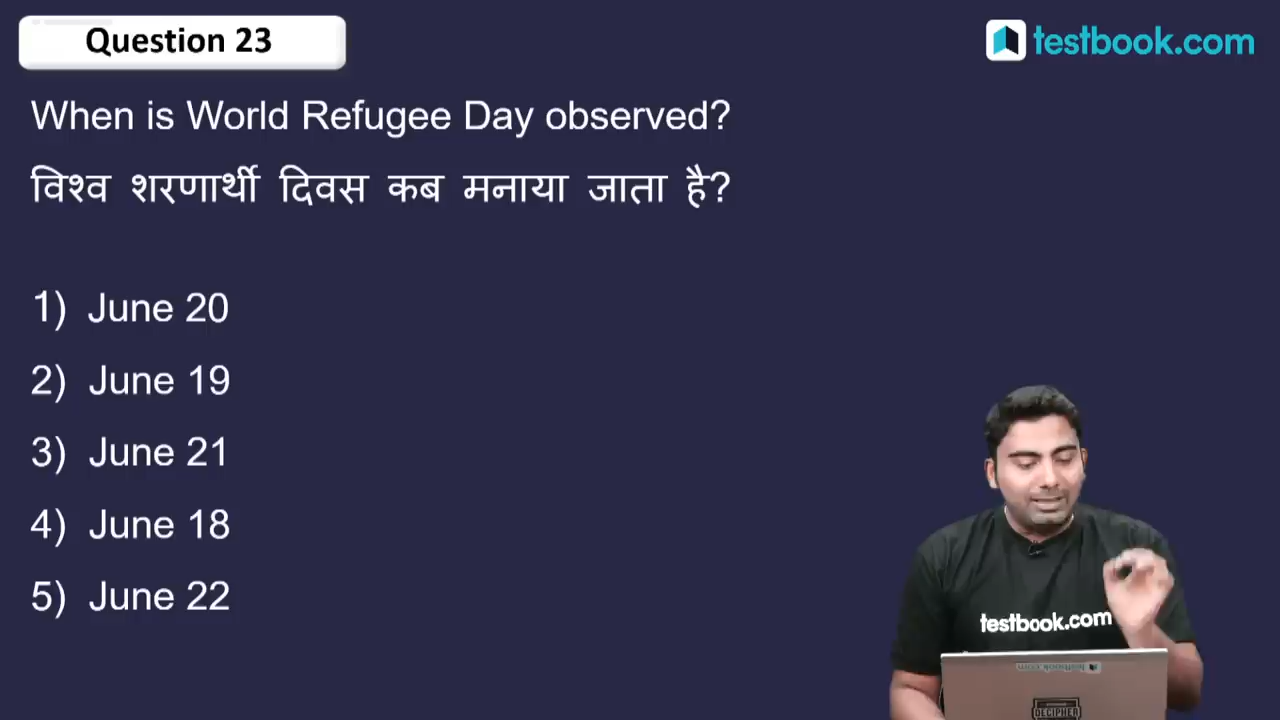 Question 23
testbook.com
When is World Refugee Day observed?
विश्व शरणार्थी दिवस कब मनाया जाता है?
1) June 20
2) June 19
3) June 21
4) June 18
5) June 22
testbook.com
DECIPHER